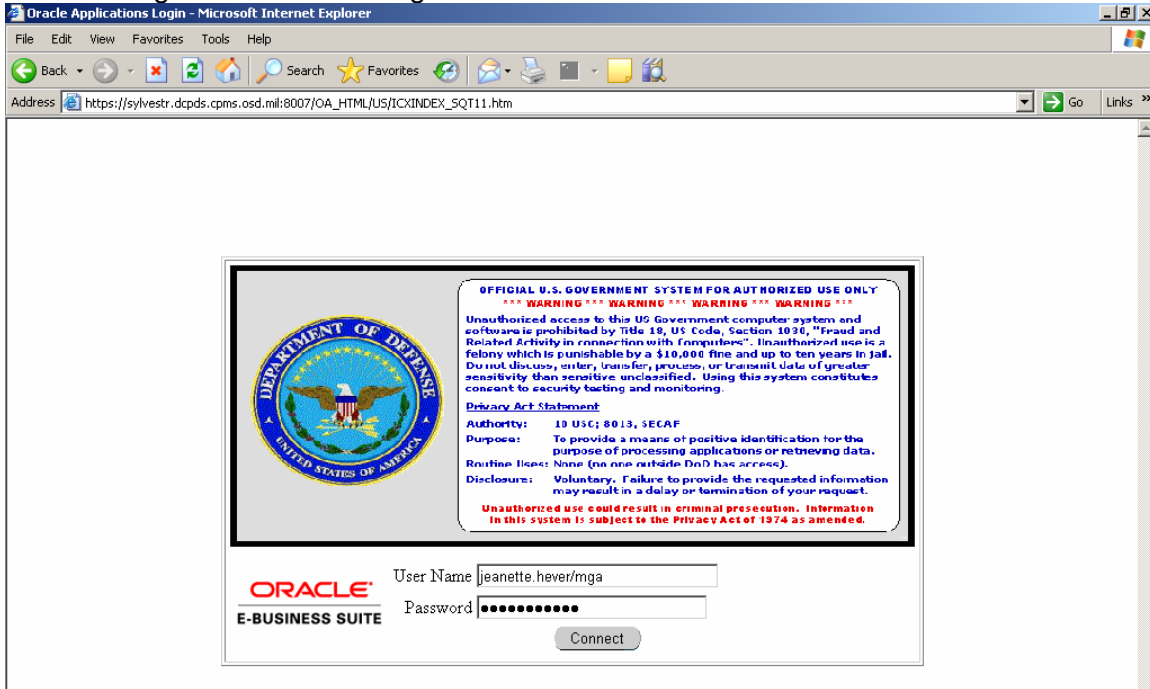 Oracle Applications Login - Microsoft Internet Explorer
File Edit View Favorites Tools Help
Back Search Favorites
Address https://sylvestr.dcpds.cpms.osd.mil:8007/OA_HTML/US/ICXINDEX_SQT11.htm Go Links »
OFFICIAL U.S. GOVERNMENT SYSTEM FOR AUTHORIZED USE ONLY
*** WARNING *** WARNING *** WARNING *** WARNING ***
Unauthorized access to this US Government computer system and
software is prohibited by Title 18, US Code, Section 1030, "Fraud and
Related Activity in connection with Computers". Unauthorized use is a
felony which is punishable by a $10,000 fine and up to ten years in jail.
Do not discuss, enter, transfer, process, or transmit data of greater
sensitivity than sensitive unclassified. Using this system constitutes
consent to security testing and monitoring.
Privacy Act Statement
Authority: 10 USC; 8013, SECAF
Purpose: To provide a means of positive identification for the
purpose of processing applications or retrieving data.
Routine Uses: None (no one outside DoD has access).
Disclosure: Voluntary. Failure to provide the requested information
may result in a delay or termination of your request.
Unauthorized use could result in criminal prosecution. Information
in this system is subject to the Privacy Act of 1974 as amended.
DEPARTMENT OF DEFENSE
UNITED STATES OF AMERICA
User Name jeanette.hever/mga
ORACLE
E-BUSINESS SUITE
Password ●●●●●●●●●●●
Connect